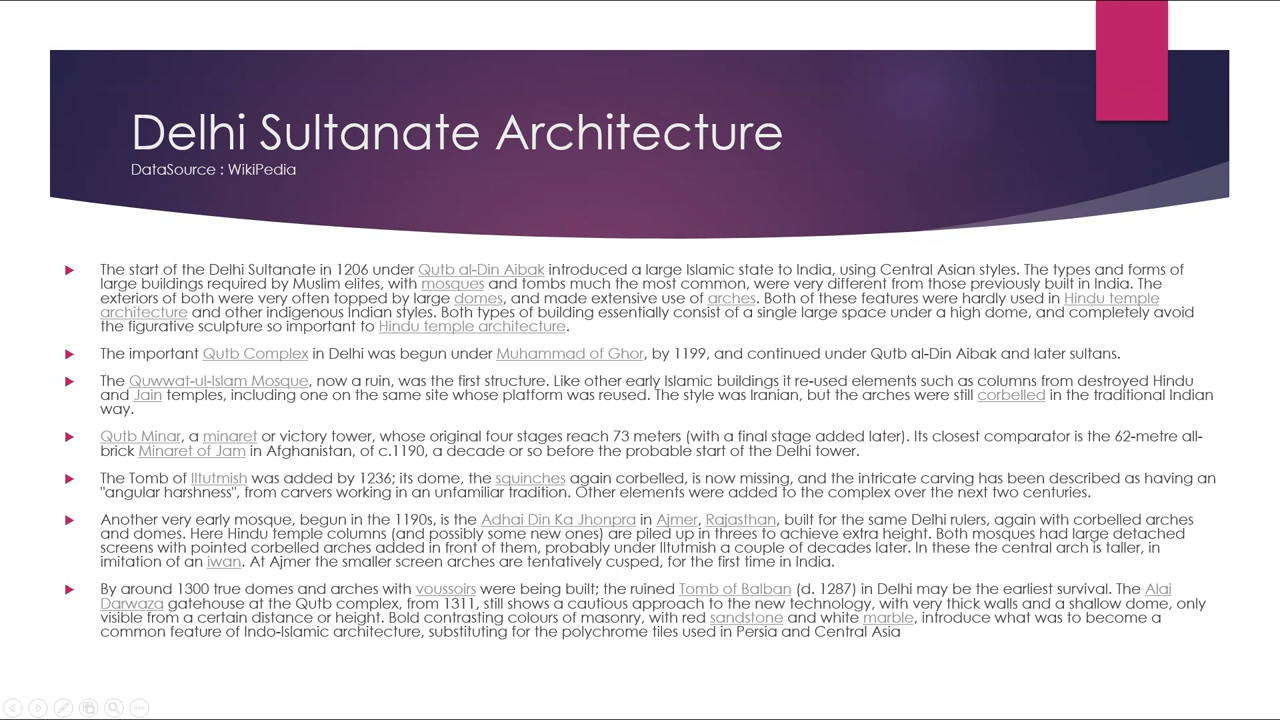 Delhi Sultanate Architecture
DataSource : WikiPedia
The start of the Delhi Sultanate in 1206 under Qutb al-Din Aibak introduced a large Islamic state to India, using Central Asian styles. The types and forms of
large buildings required by Muslim elites, with mosques and tombs much the most common, were very different from those previously built in India. The
exteriors of both were very often topped by large domes, and made extensive use of arches. Both of these features were hardly used in Hindu temple
architecture and other indigenous Indian styles. Both types of building essentially consist of a single large space under a high dome, and completely avoid
the figurative sculpture so important to Hindu temple architecture.
The important Qutb Complex in Delhi was begun under Muhammad of Ghor, by 1199, and continued under Qutb al-Din Aibak and later sultans.
The Quwwat-ul-Islam Mosque, now a ruin, was the first structure. Like other early Islamic buildings it re-used elements such as columns from destroyed Hindu
and Jain temples, including one on the same site whose platform was reused. The style was Iranian, but the arches were still corbelled in the traditional Indian
way.
Qutb Minar, a minaret or victory tower, whose original four stages reach 73 meters (with a final stage added later). Its closest comparator is the 62-metre all-
brick Minaret of Jam in Afghanistan, of c.1190, a decade or so before the probable start of the Delhi tower.
The Tomb of Iltutmish was added by 1236; its dome, the squinches again corbelled, is now missing, and the intricate carving has been described as having an
"angular harshness", from carvers working in an unfamiliar tradition. Other elements were added to the complex over the next two centuries.
Another very early mosque, begun in the 1190s, is the Adhai Din Ka Jhonpra in Ajmer, Rajasthan, built for the same Delhi rulers, again with corbelled arches
and domes. Here Hindu temple columns (and possibly some new ones) are piled up in threes to achieve extra height. Both mosques had large detached
screens with pointed corbelled arches added in front of them, probably under Iltutmish a couple of decades later. In these the central arch is taller, in
imitation of an iwan. At Ajmer the smaller screen arches are tentatively cusped, for the first time in India.
By around 1300 true domes and arches with voussoirs were being built; the ruined Tomb of Balban (d. 1287) in Delhi may be the earliest survival. The Alai
Darwaza gatehouse at the Qutb complex, from 1311, still shows a cautious approach to the new technology, with very thick walls and a shallow dome, only
visible from a certain distance or height. Bold contrasting colours of masonry, with red sandstone and white marble, introduce what was to become a
common feature of Indo-Islamic architecture, substituting for the polychrome tiles used in Persia and Central Asia